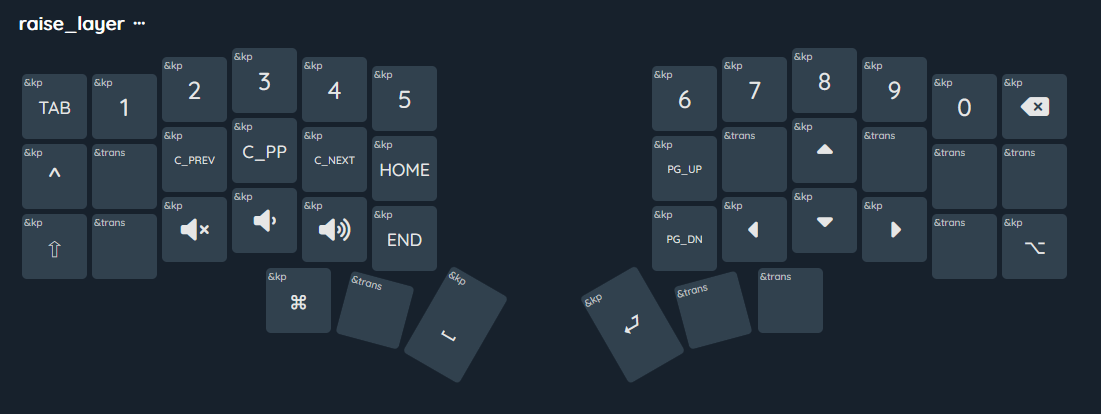 raise_layer ···
&kp TAB &kp 1 &kp 2 &kp 3 &kp 4 &kp 5 &kp 6 &kp 7 &kp 8 &kp 9 &kp 0 &kp ⌫
&kp ^ &trans &kp C_PREV &kp C_PP &kp C_NEXT &kp HOME &kp PG_UP &trans &kp &trans &trans &trans
&kp ⇧ &trans &kp &kp &kp &kp END &kp PG_DN &kp &kp &kp &trans &kp ⌥
&kp ⌘ &trans &kp &kp &trans &trans